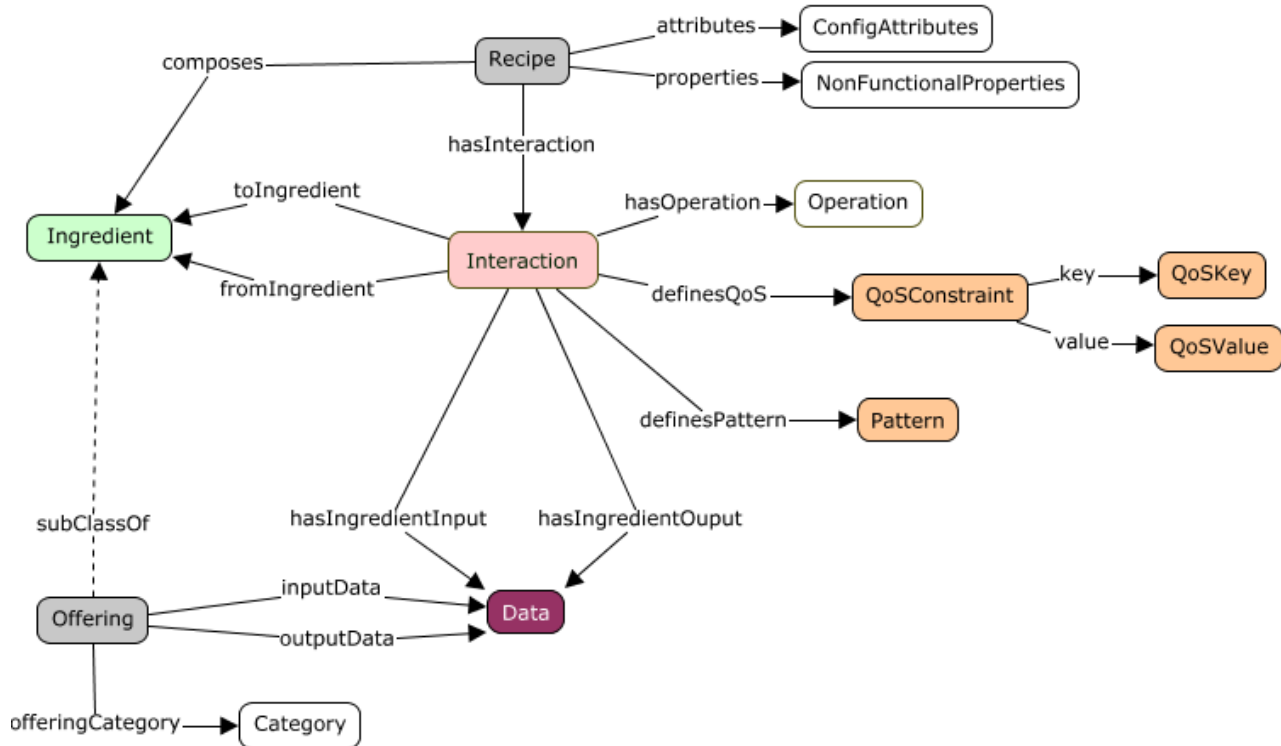 attributes
ConfigAttributes
composes
Recipe
properties
NonFunctionalProperties
hasInteraction
toIngredient
hasOperation
Operation
Ingredient
Interaction
fromIngredient
definesQoS
QoSConstraint
key
QoSKey
value
QoSValue
definesPattern
Pattern
subClassOf
hasIngredientInput
hasIngredientOuput
inputData
Offering
Data
outputData
offeringCategory
Category